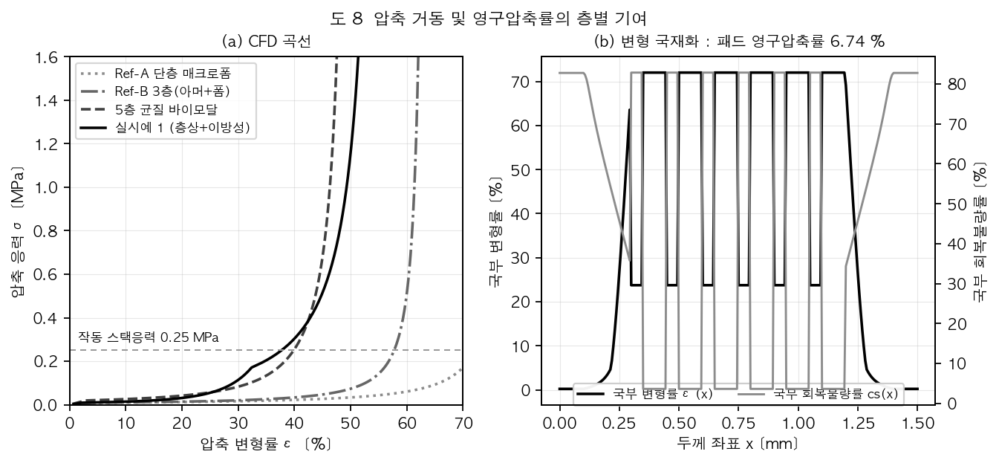 도 8 압축 거동 및 영구압축률의 층별 기여
(a) CFD 곡선
1.6
1.4
1.2
1.0
0.8
0.6
0.4
0.2
0.0
압축 응력 σ 〔MPa〕
Ref-A 단층 매크로폼
Ref-B 3층(아머+폼)
5층 균질 바이모달
실시예 1 (층상+이방성)
작동 스택응력 0.25 MPa
0 10 20 30 40 50 60 70
압축 변형률 ε 〔%〕
(b) 변형 국재화 : 패드 영구압축률 6.74 %
70
60
50
40
30
20
10
0
국부 변형률 〔%〕
80
70
60
50
40
30
20
10
0
국부 회복불량률 〔%〕
국부 변형률 ε (x) 국부 회복불량률 cs(x)
0.00 0.25 0.50 0.75 1.00 1.25 1.50
두께 좌표 x 〔mm〕